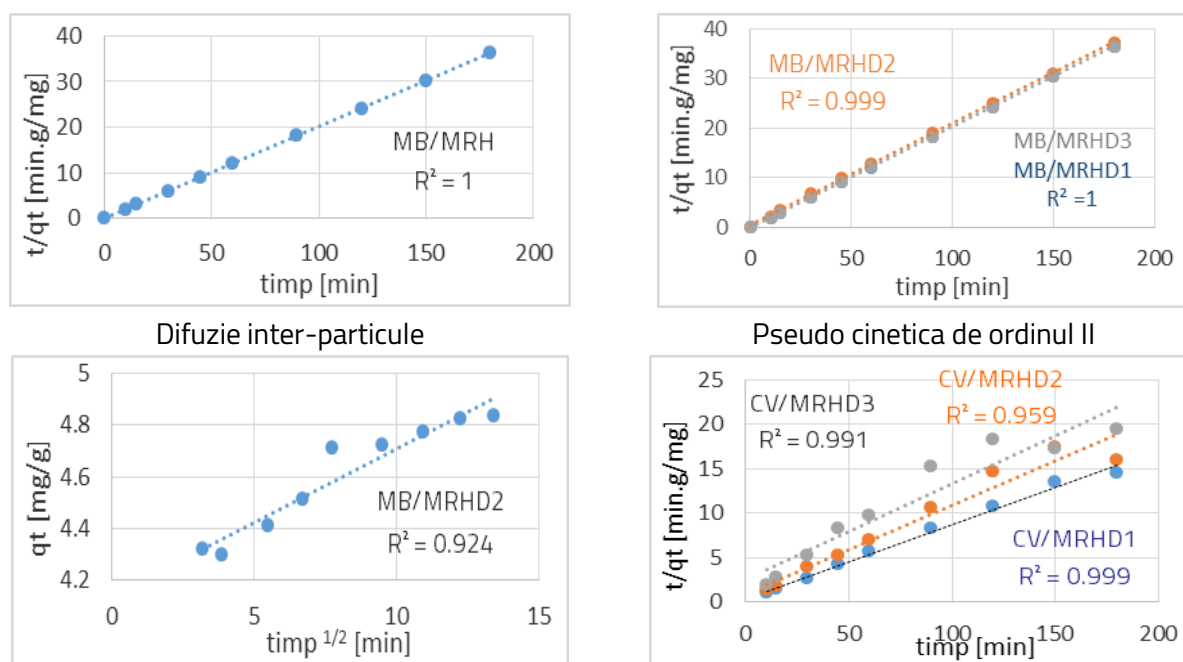 40
30
20
10
0
t/qt [min.g/mg]
MB/MRH
R² = 1
0 50 100 150 200
timp [min]
40
30
20
10
0
t/qt [min.g/mg]
MB/MRHD2
R² = 0.999
MB/MRHD3
MB/MRHD1
R² =1
0 50 100 150 200
timp [min]
Difuzie inter-particule
Pseudo cinetica de ordinul II
5
4.8
4.6
4.4
4.2
qt [mg/g]
MB/MRHD2
R² = 0.924
0 5 10 15
timp ¹/² [min]
25
20
15
10
5
0
t/qt [min.g/mg)
CV/MRHD2
R² = 0.959
CV/MRHD3
R² = 0.991
CV/MRHD1
R² = 0.999
0 50 100 150 200
timp [min]